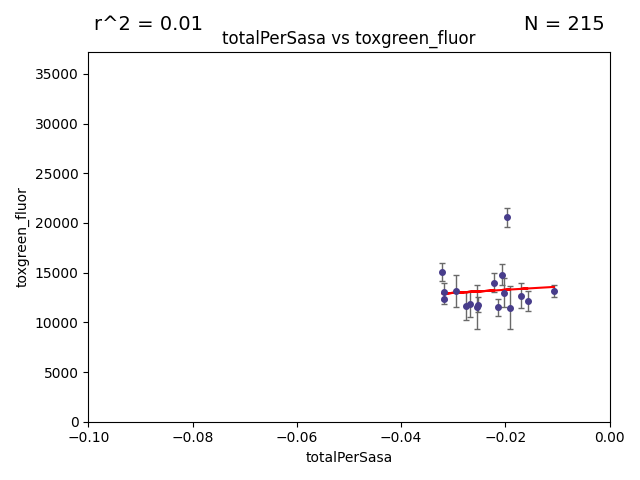 r^2 = 0.01
N = 215
totalPerSasa vs toxgreen_fluor
35000
30000
25000
20000
15000
10000
5000
0
toxgreen_fluor
−0.10
−0.08
−0.06
−0.04
−0.02
0.00
totalPerSasa